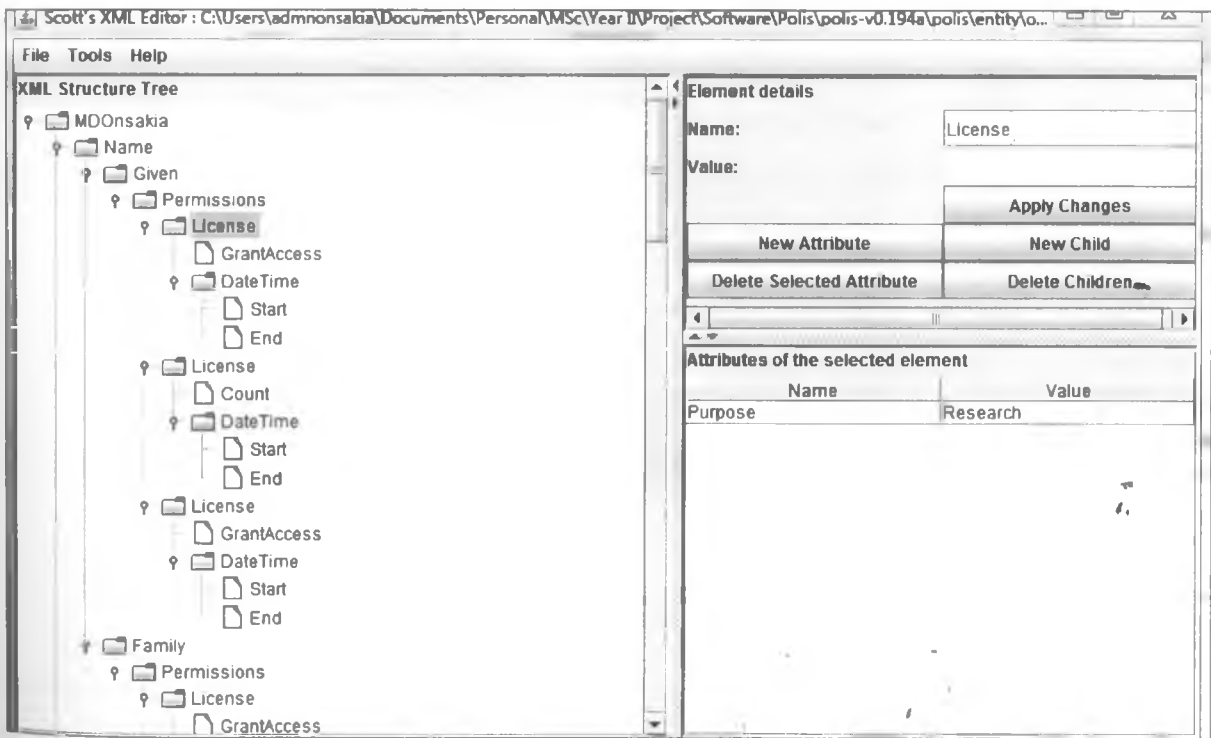 Scott's XML Editor : C:\Users\admnonsakia\Documents\Personal\MSc\Year II\Project\Software\Polis\polis-v0.194a\polis\entity\o...
File Tools Help
XML Structure Tree
MDOnsakia
Name
Given
Permissions
License
GrantAccess
DateTime
Start
End
License
Count
DateTime
Start
End
License
GrantAccess
DateTime
Start
End
Family
Permissions
License
GrantAccess
Element details
Name: License
Value:
Apply Changes
New Attribute New Child
Delete Selected Attribute Delete Children
Attributes of the selected element
Name Value
Purpose Research